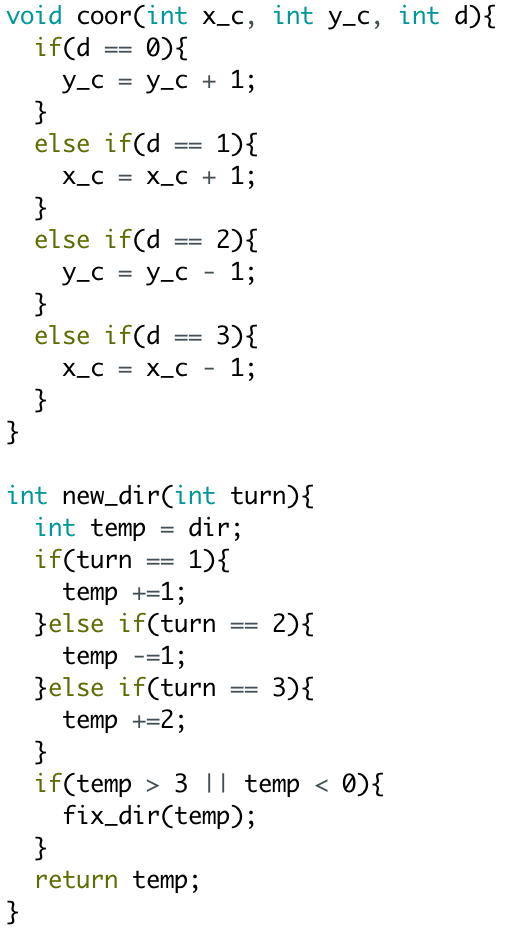 void coor(int x_c, int y_c, int d){
  if(d == 0){
    y_c = y_c + 1;
  }
  else if(d == 1){
    x_c = x_c + 1;
  }
  else if(d == 2){
    y_c = y_c - 1;
  }
  else if(d == 3){
    x_c = x_c - 1;
  }
}

int new_dir(int turn){
  int temp = dir;
  if(turn == 1){
    temp +=1;
  }else if(turn == 2){
    temp -=1;
  }else if(turn == 3){
    temp +=2;
  }
  if(temp > 3 || temp < 0){
    fix_dir(temp);
  }
  return temp;
}